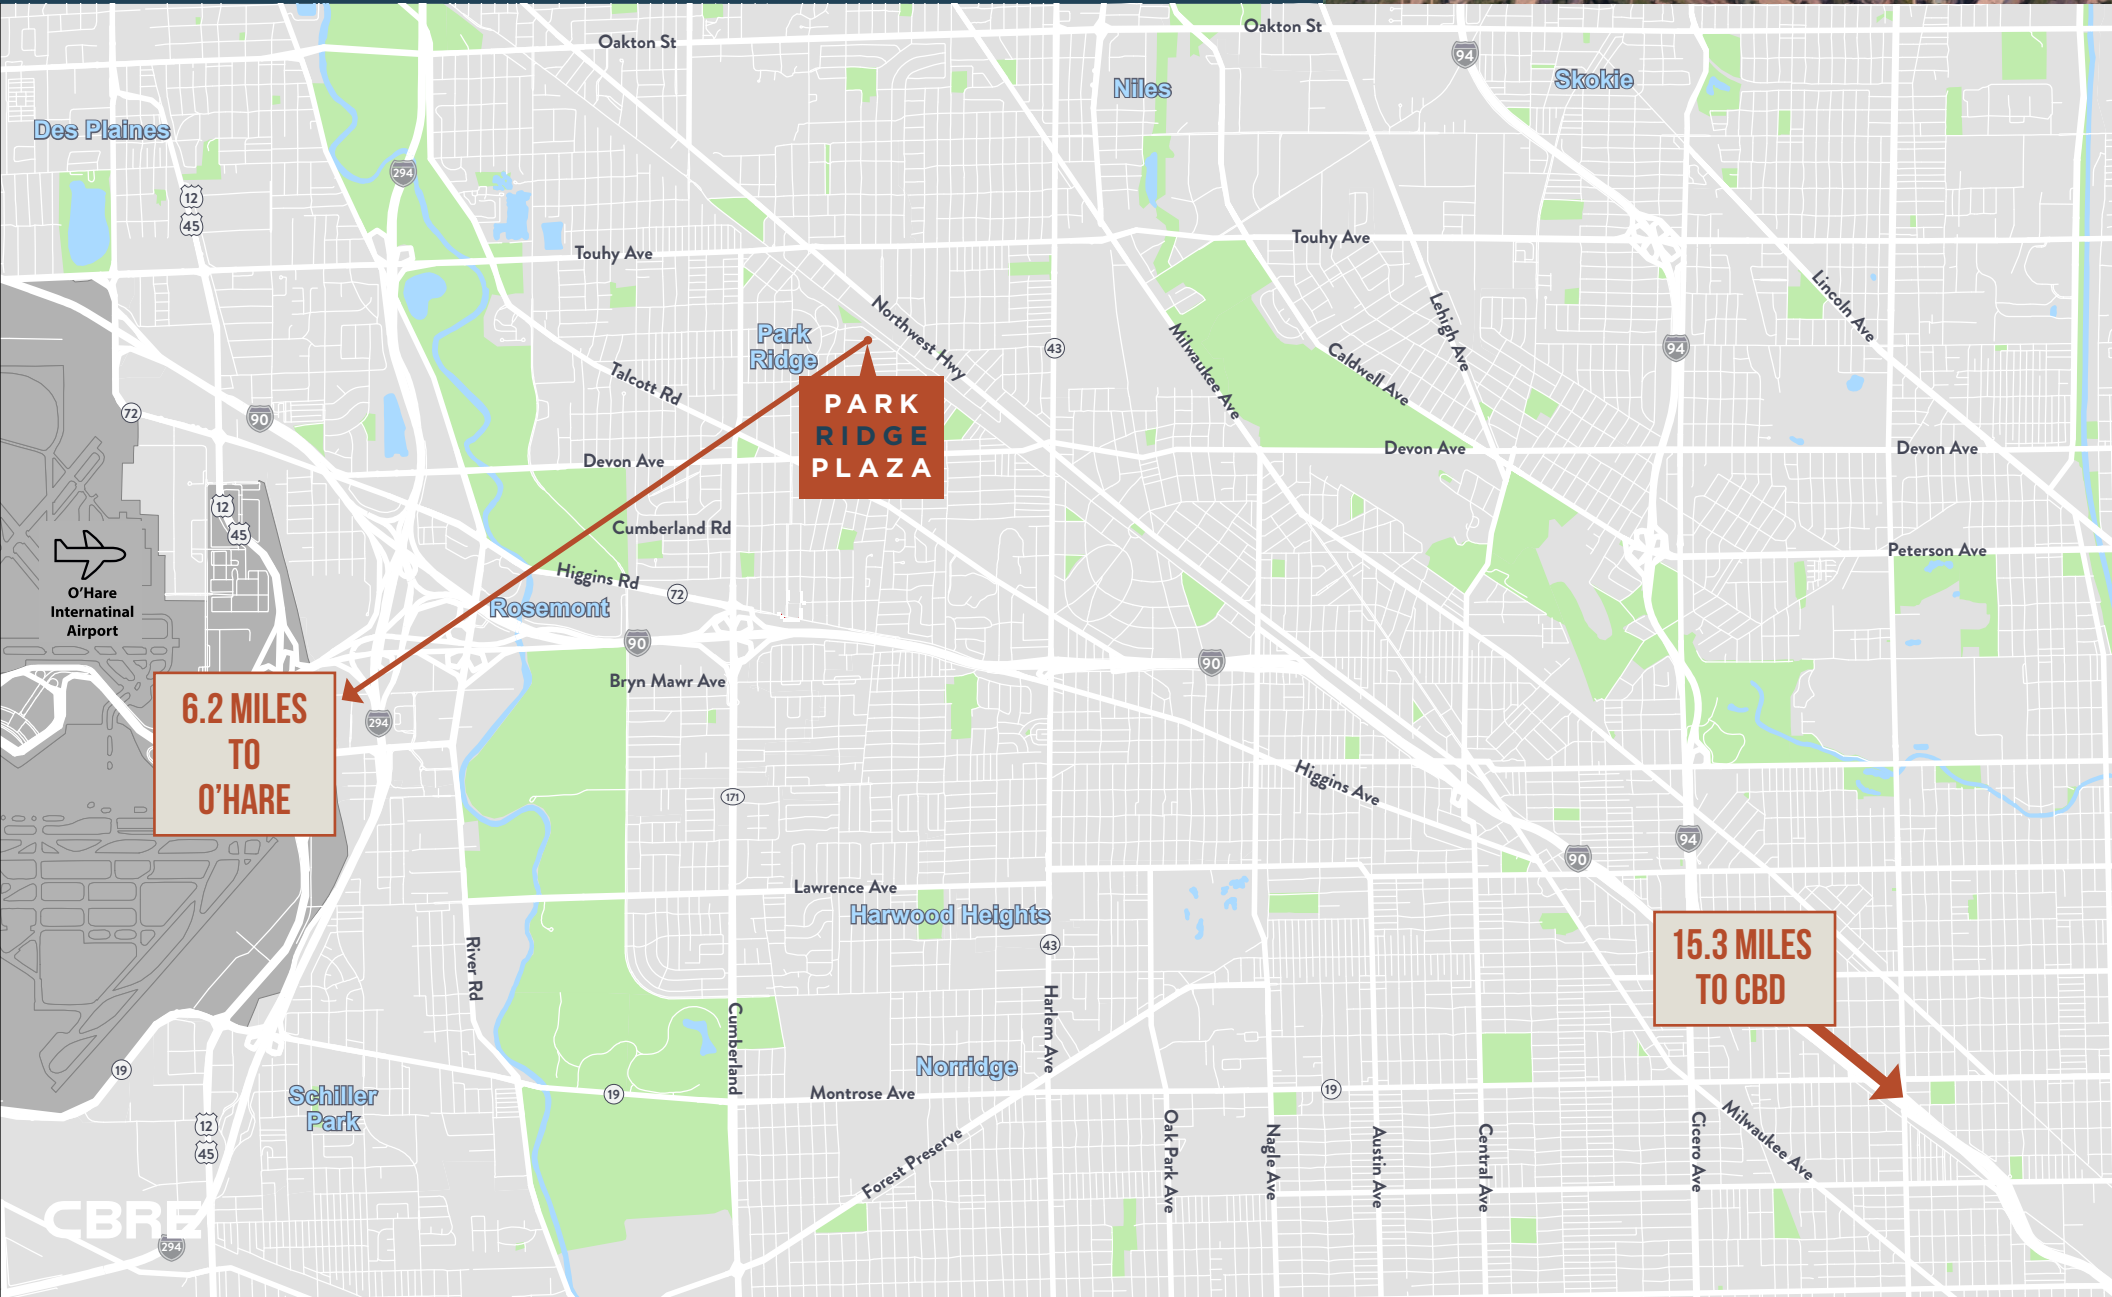 Oakton St
Oakton St
94
Skokie
Niles
Des Plaines
294
12
45
Touhy Ave
Touhy Ave
Lincoln Ave
Northwest Hwy
Lehigh Ave
Park
Ridge
43
94
Milwaukee Ave
Caldwell Ave
Talcott Rd
72
90
PARK
RIDGE
PLAZA
Devon Ave
Devon Ave
Devon Ave
12
45
Cumberland Rd
Peterson Ave
O'Hare
Internatinal
Airport
Higgins Rd
72
Rosemont
90
90
Bryn Mawr Ave
6.2 MILES
TO
O'HARE
294
171
Higgins Ave
94
90
Lawrence Ave
Harwood Heights
43
15.3 MILES
TO CBD
River Rd
Harlem Ave
Cumberland
19
Norridge
Schiller
Park
19
Montrose Ave
19
12
45
Forest Preserve
Oak Park Ave
Nagle Ave
Austin Ave
Central Ave
Cicero Ave
Milwaukee Ave
CBRE
294